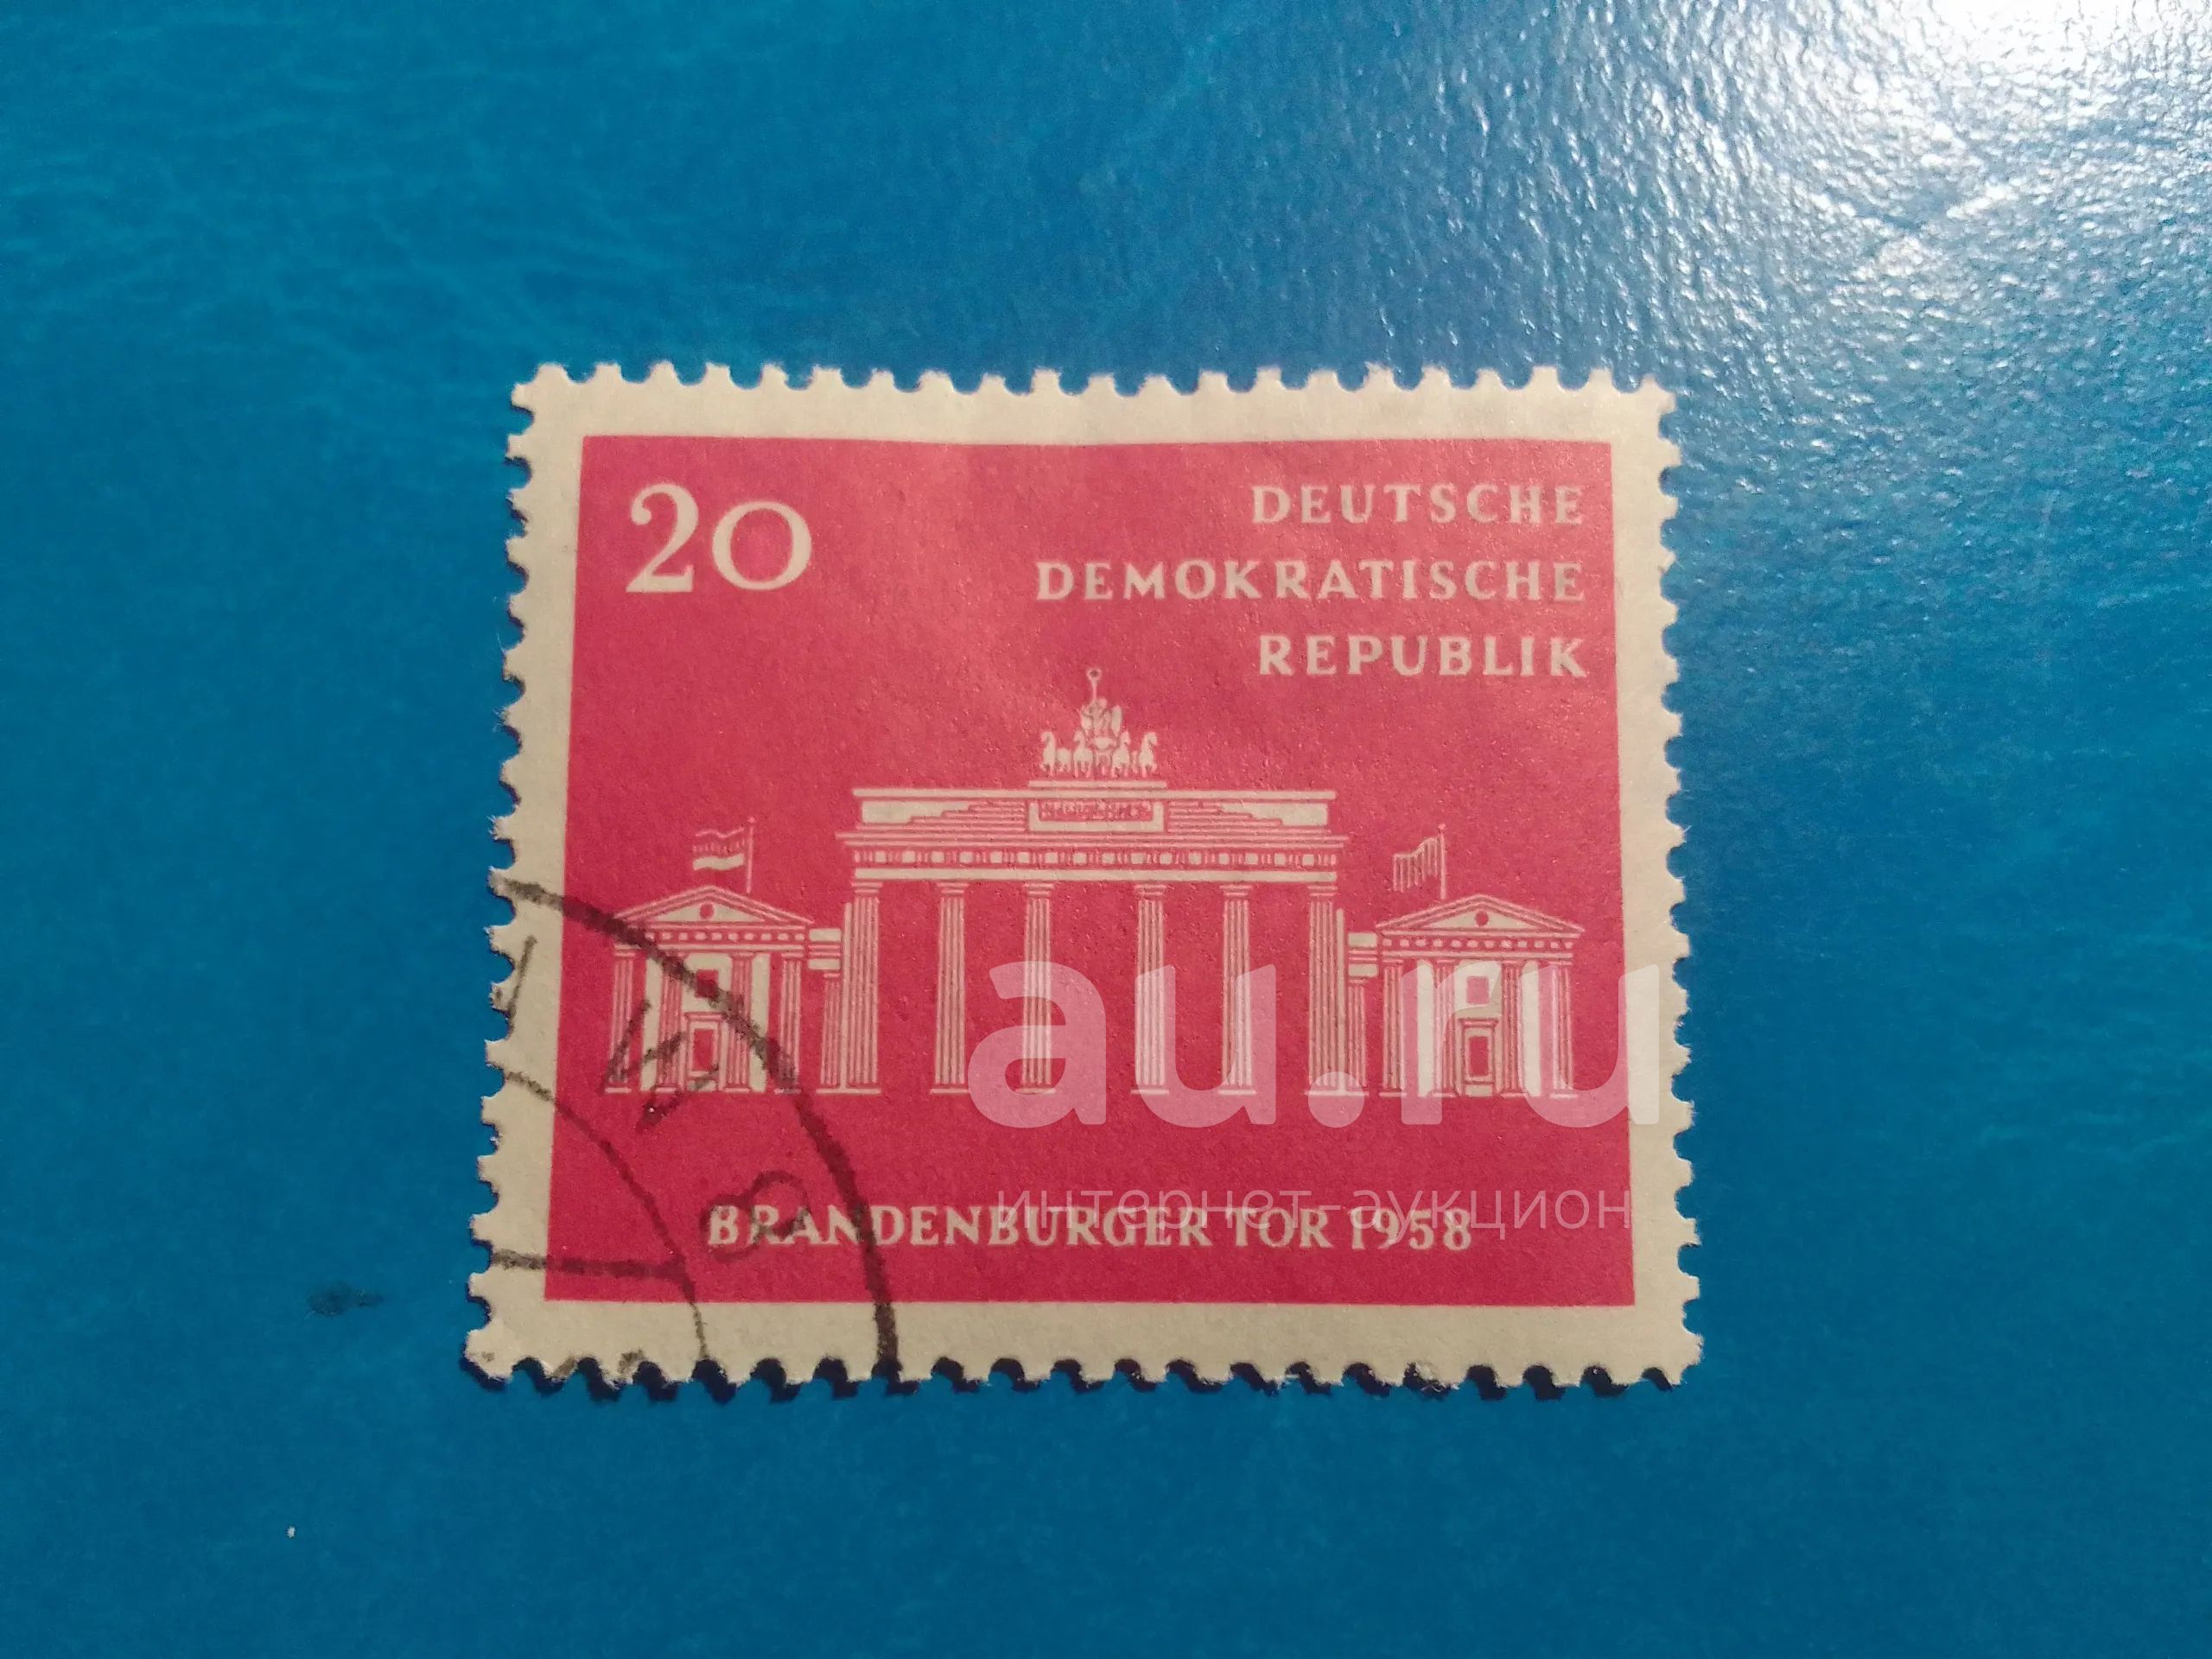 20
DEUTSCHE
DEMOKRATISCHE
REPUBLIK
au.ru
интернет-аукцион
BRANDENBURGER TOR 1958